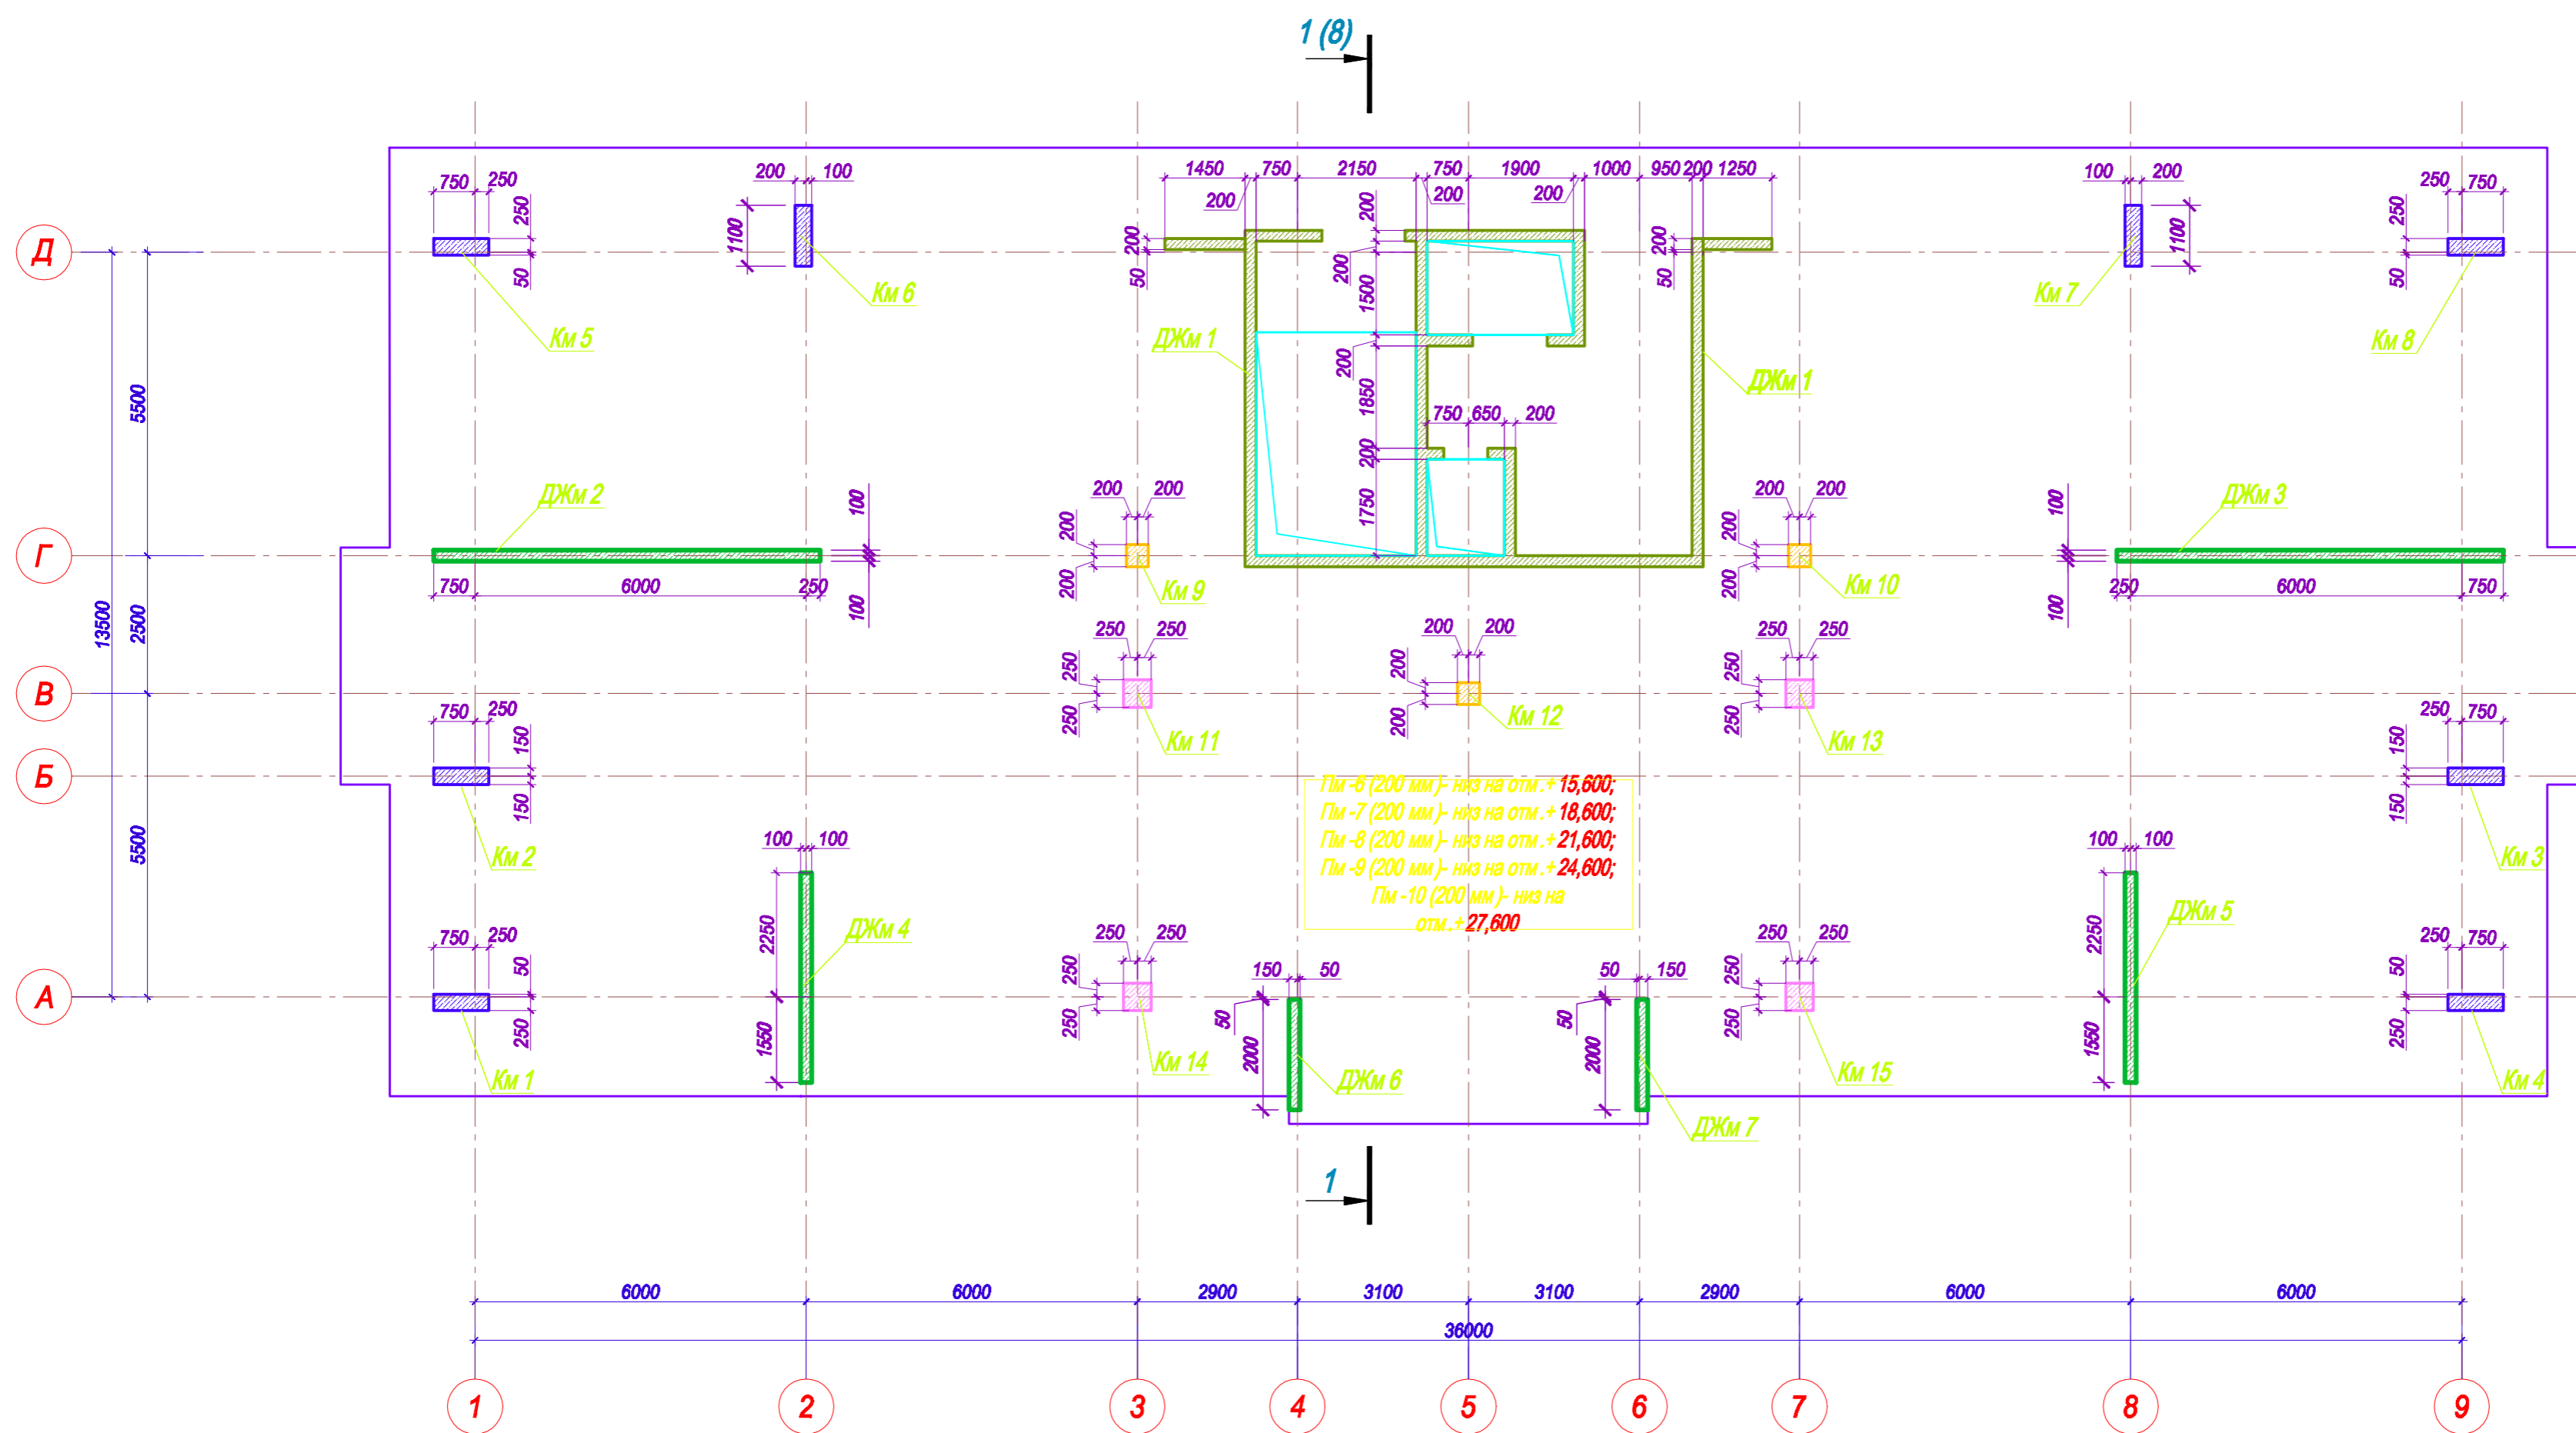 1 (8)
200 100
1450 750 2150 750 1900 1000 950 200 1250
100 200
750 250
200 200 200
250 750
250
1100
200
200
200
1100
250
Д
50
50
200
50
50
Км 5
Км 6
ДЖм 1
1500
200
1850
ДЖм 1
Км 7
Км 8
5500
750 650 200
200
1750
ДЖм 2
100
200 200
200
200 200
200
100
ДЖм 3
Г
750 6000 250
100
200
Км 9
200
Км 10
100
250 6000 750
13500
2500
250 250
250
200 200
200
250 250
250
В
250
Км 11
200
Км 12
250
Км 13
750 250
150
250 750
150
Б
150
Км 2
150
Км 3
5500
Пм -6 (200 мм )- низ на отм .+ 15,600;
Пм -7 (200 мм )- низ на отм .+ 18,600;
Пм -8 (200 мм )- низ на отм .+ 21,600;
Пм -9 (200 мм )- низ на отм .+ 24,600;
Пм -10 (200 мм )- низ на
отм .+ 27,600
100 100
2250
ДЖм 4
100 100
2250
ДЖм 5
750 250
50
250 250
250
150 50
50 150
250 250
250
250 750
50
А
250
Км 1
1550
250
Км 14
50
2000
ДЖм 6
50
2000
ДЖм 7
250
Км 15
1550
250
Км 4
1
6000 6000 2900 3100 3100 2900 6000 6000
36000
1 2 3 4 5 6 7 8 9